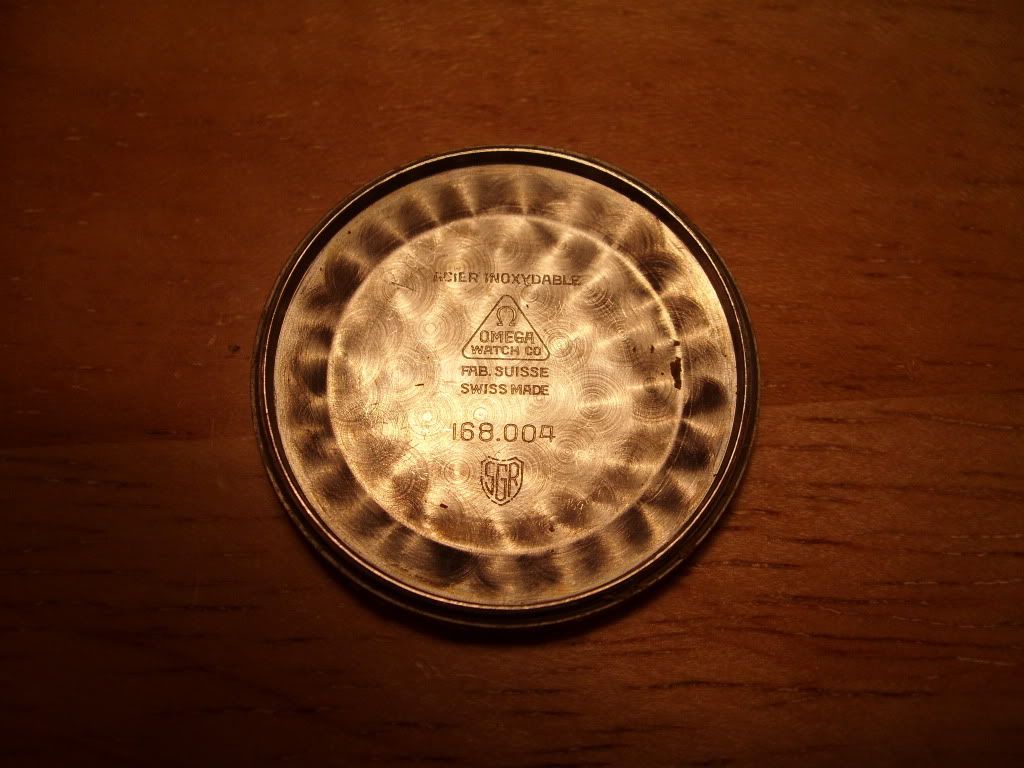 ACIER INOXYDABLE
Ω
OMEGA
WATCH CO
FAB. SUISSE
SWISS MADE
168.004
SGR